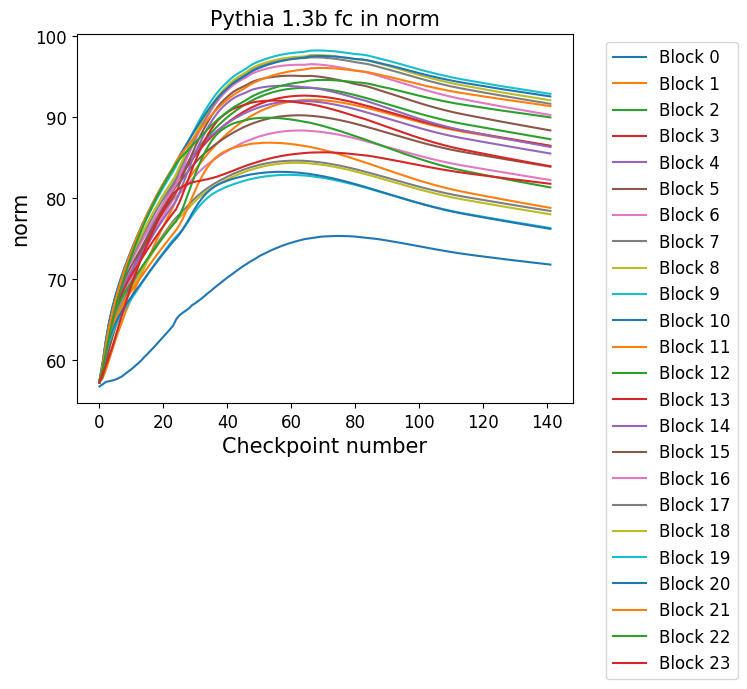 Pythia 1.3b fc in norm
100
90
80
70
60
norm
0
20
40
60
80
100
120
140
Checkpoint number
Block 0
Block 1
Block 2
Block 3
Block 4
Block 5
Block 6
Block 7
Block 8
Block 9
Block 10
Block 11
Block 12
Block 13
Block 14
Block 15
Block 16
Block 17
Block 18
Block 19
Block 20
Block 21
Block 22
Block 23